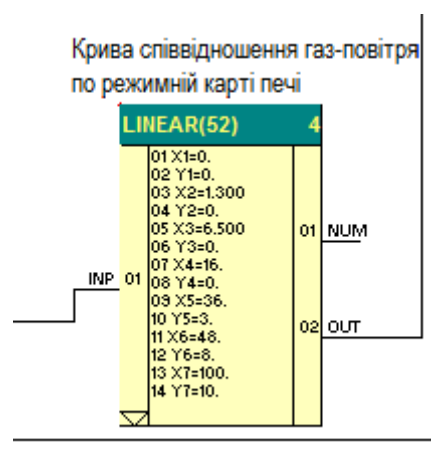 Крива співвідношення газ-повітря
по режимній карті печі
LINEAR(52) 4
01 X1=0.
02 Y1=0.
03 X2=1.300
04 Y2=0.
05 X3=6.500
06 Y3=0.
07 X4=16.
08 Y4=0.
09 X5=36.
10 Y5=3.
11 X6=48.
12 Y6=8.
13 X7=100.
14 Y7=10.
INP 01
01 NUM
02 OUT